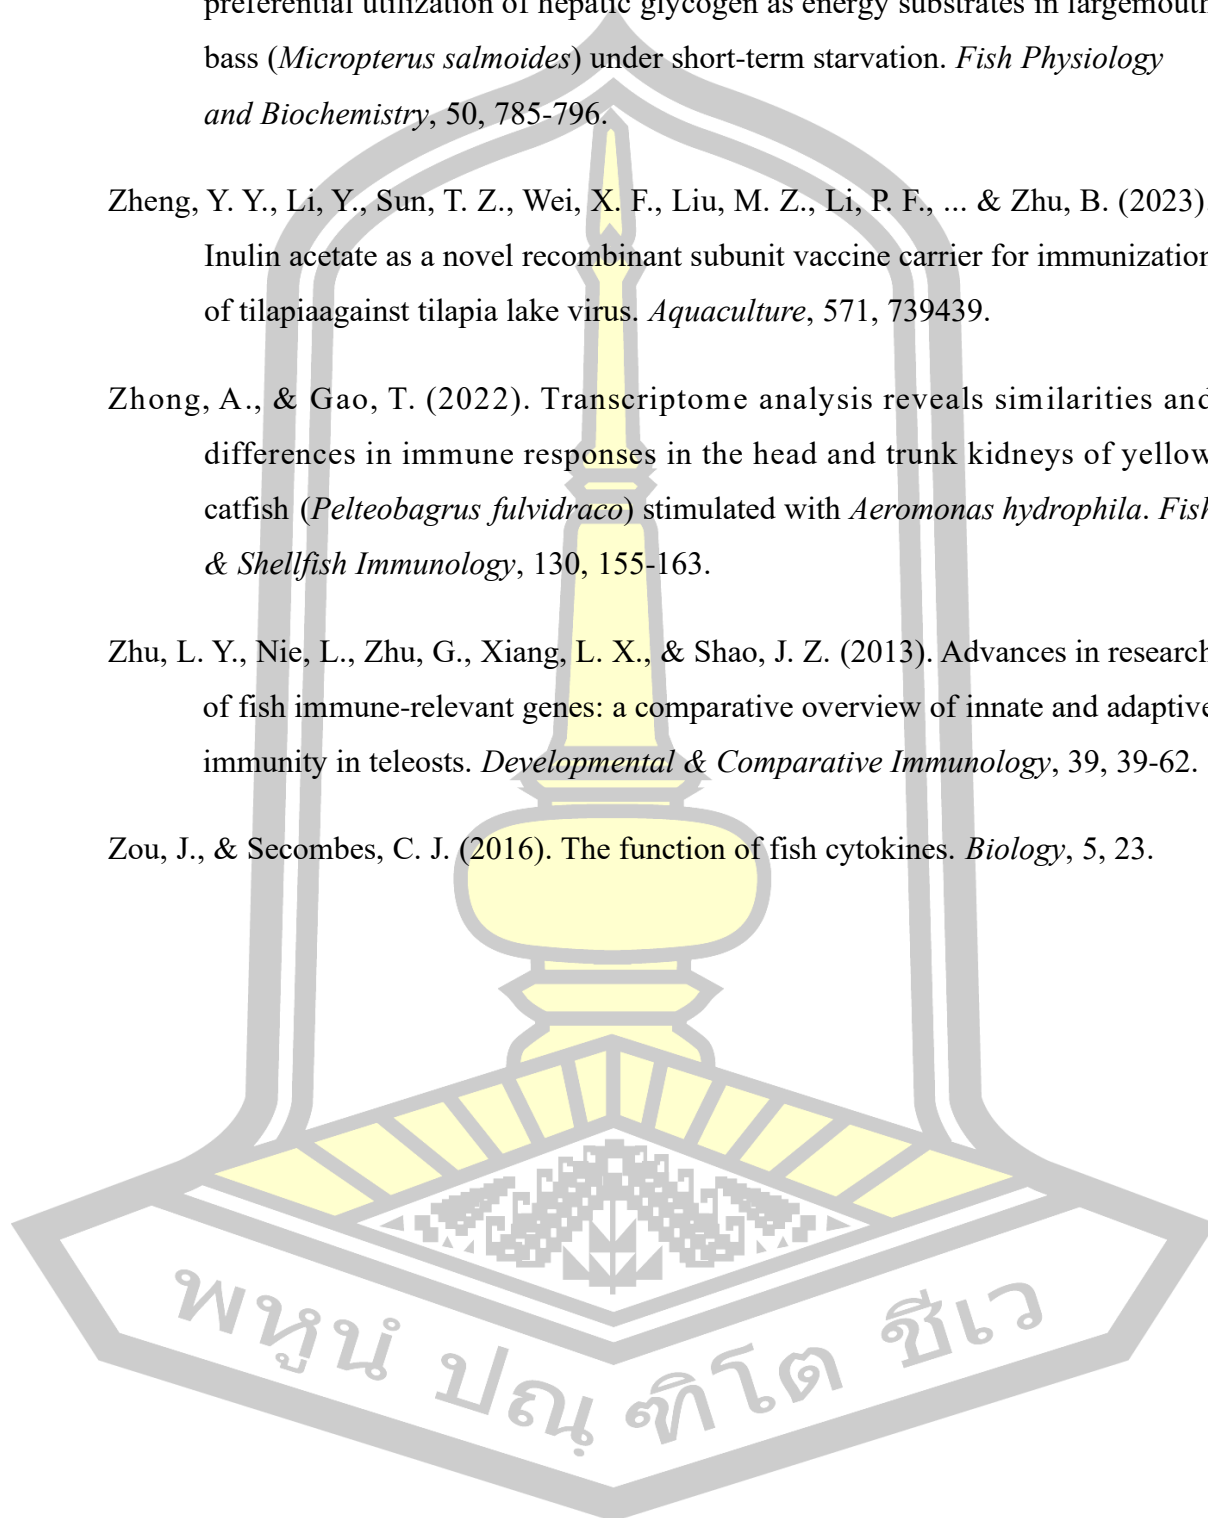 preferential utilization of hepatic glycogen as energy substrates in largemouth
bass (Micropterus salmoides) under short-term starvation. Fish Physiology
and Biochemistry, 50, 785-796.
Zheng, Y. Y., Li, Y., Sun, T. Z., Wei, X. F., Liu, M. Z., Li, P. F., ... & Zhu, B. (2023).
Inulin acetate as a novel recombinant subunit vaccine carrier for immunization
of tilapiaagainst tilapia lake virus. Aquaculture, 571, 739439.
Zhong, A., & Gao, T. (2022). Transcriptome analysis reveals similarities and
differences in immune responses in the head and trunk kidneys of yellow
catfish (Pelteobagrus fulvidraco) stimulated with Aeromonas hydrophila. Fish
& Shellfish Immunology, 130, 155-163.
Zhu, L. Y., Nie, L., Zhu, G., Xiang, L. X., & Shao, J. Z. (2013). Advances in research
of fish immune-relevant genes: a comparative overview of innate and adaptive
immunity in teleosts. Developmental & Comparative Immunology, 39, 39-62.
Zou, J., & Secombes, C. J. (2016). The function of fish cytokines. Biology, 5, 23.
พหูนํ ปณฺ ฑิโต ชีเว